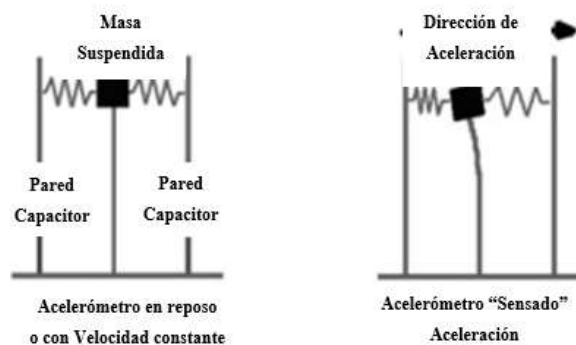 Masa
Suspendida
Dirección de
Aceleración
Pared
Capacitor
Pared
Capacitor
Acelerómetro en reposo
o con Velocidad constante
Acelerómetro “Sensado”
Aceleración